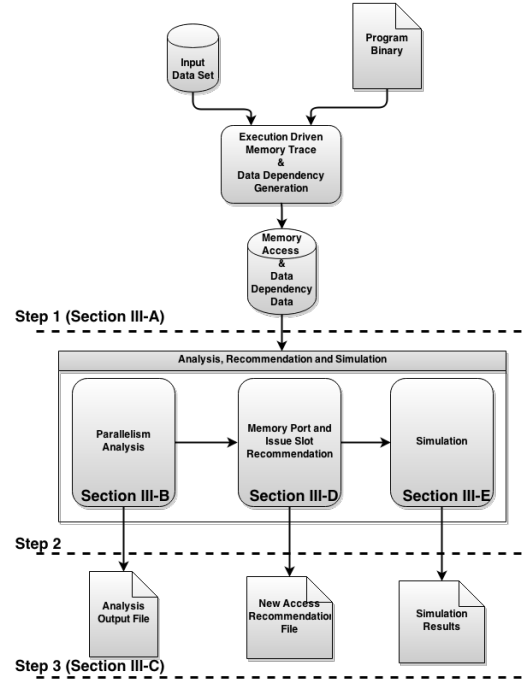 Input
Data Set
Program
Binary
Execution Driven
Memory Trace
&
Data Dependency
Generation
Memory
Access
&
Data
Dependency
Data
Step 1 (Section III-A)
Analysis, Recommendation and Simulation
Parallelism
Analysis
Section III-B
Memory Port and
Issue Slot
Recommendation
Section III-D
Simulation
Section III-E
Step 2
Analysis
Output File
New Access
Recommendation
File
Simulation
Results
Step 3 (Section III-C)